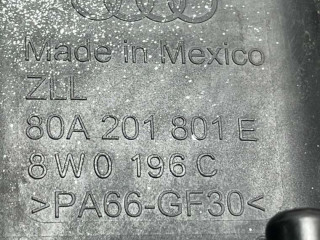 Made in Mexico
ZLL
80A 201 801 E
8W0 196 C
>PA66-GF30<